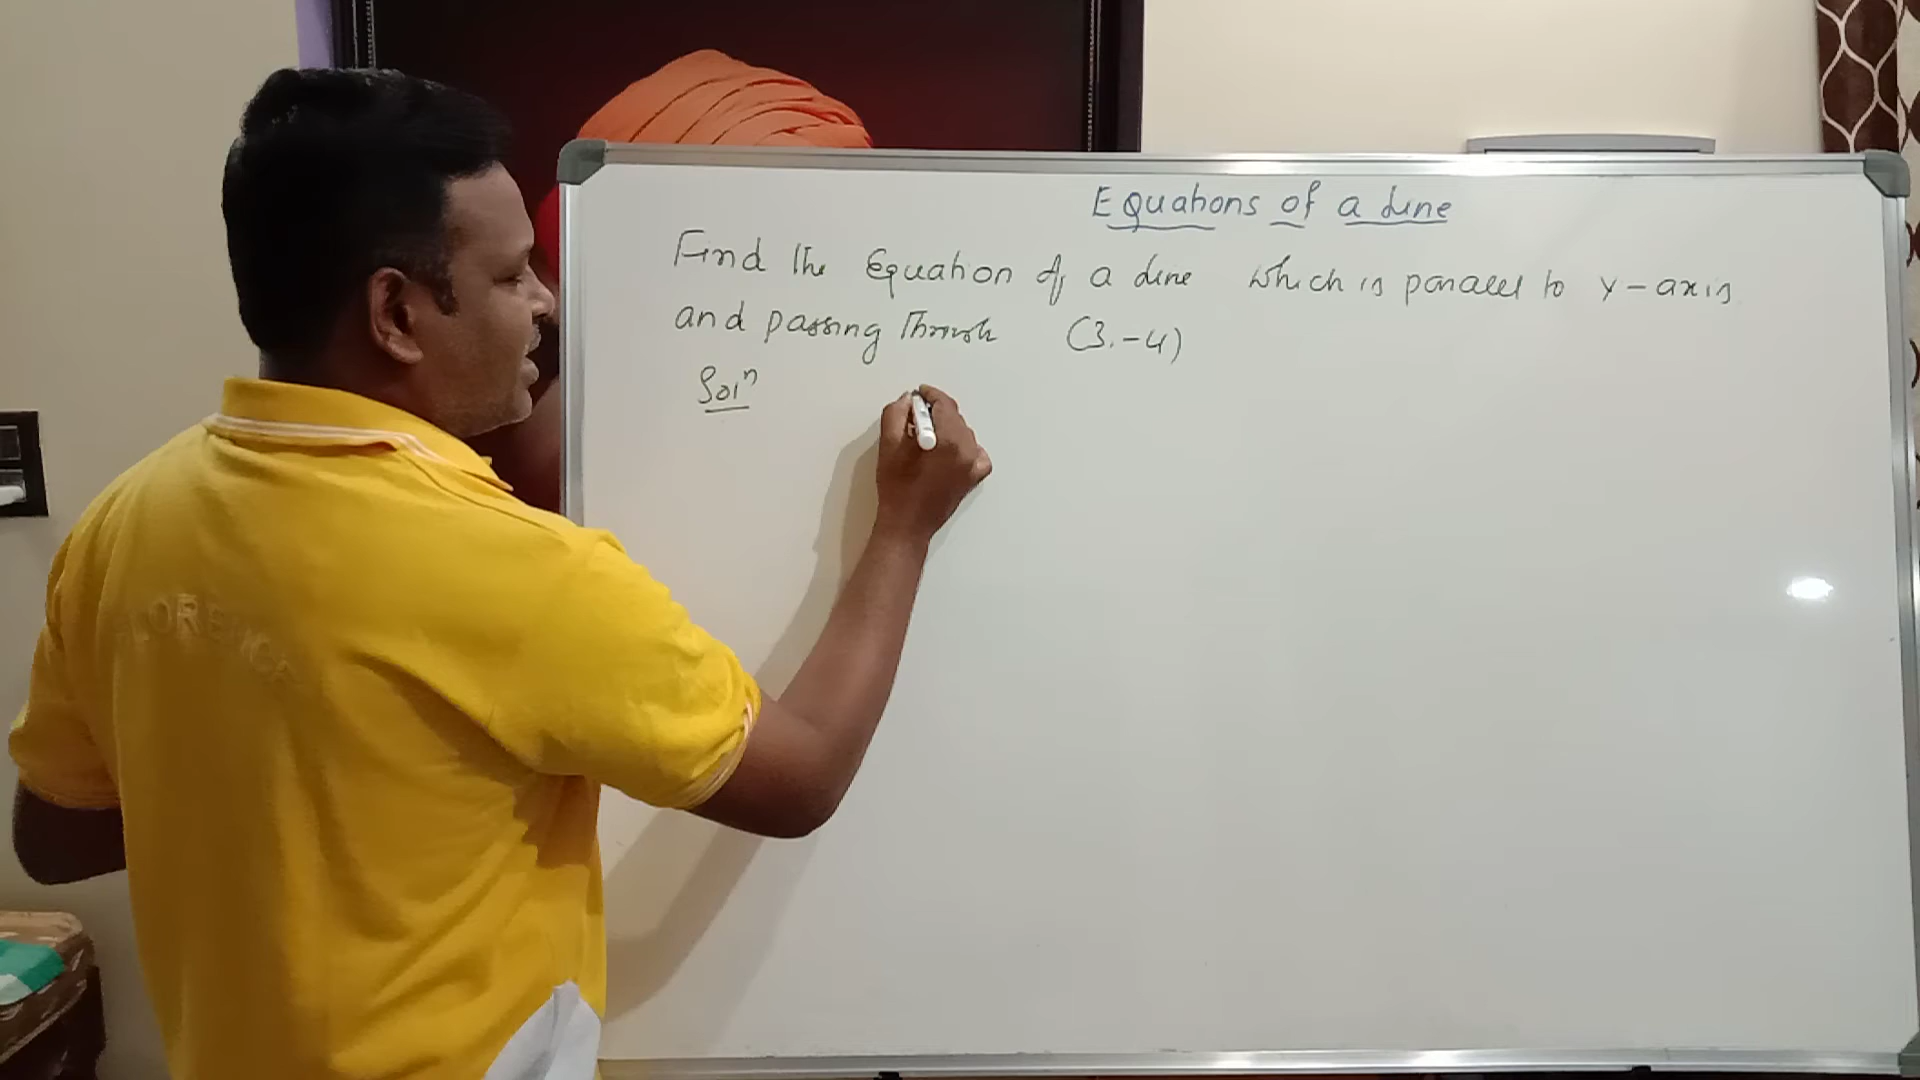 Equations of a Line
Find the Equation of a Line which is parallel to Y-axis
and passing through (3,-4)
Solⁿ